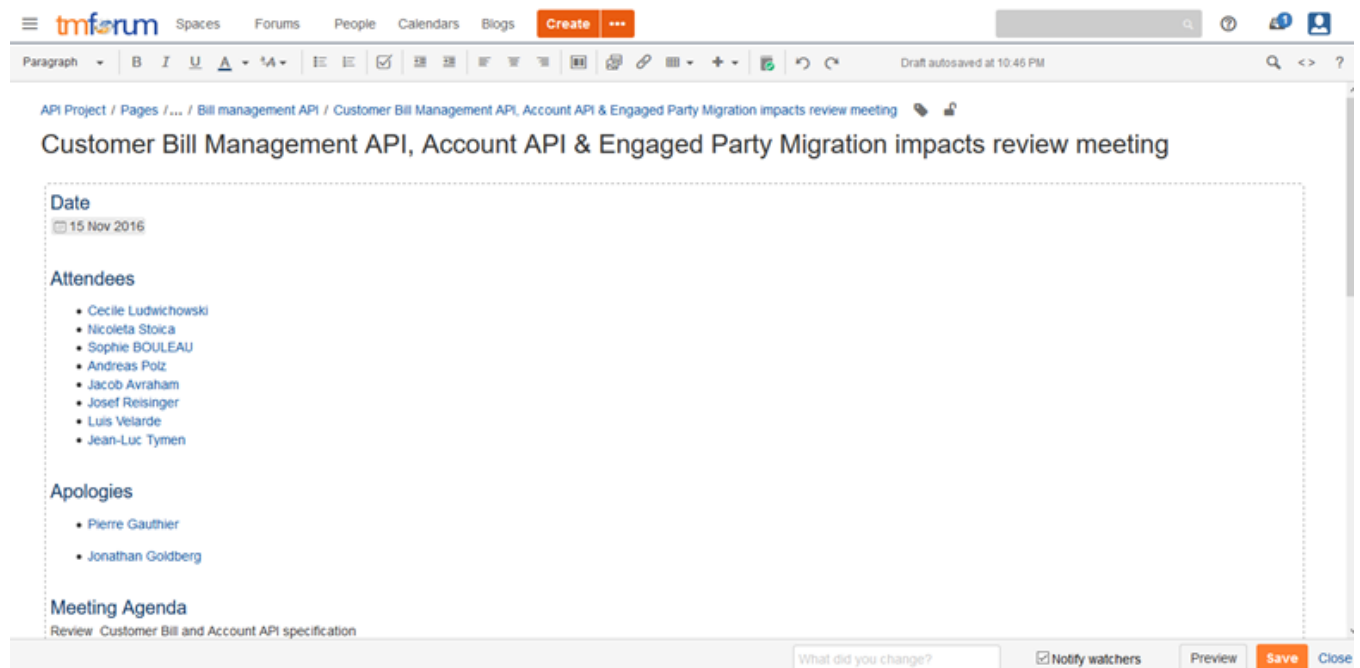 tmforum Spaces Forums People Calendars Blogs Create ••• 1
Paragraph B I U A A Draft autosaved at 10:46 PM <> ?
API Project / Pages /.... / Bill management API / Customer Bill Management API, Account API & Engaged Party Migration impacts review meeting
Customer Bill Management API, Account API & Engaged Party Migration impacts review meeting
Date
15 Nov 2016
Attendees
• Cecile Ludwichowski
• Nicoleta Stoica
• Sophie BOULEAU
• Andreas Polz
• Jacob Avraham
• Josef Reisinger
• Luis Velarde
• Jean-Luc Tymen
Apologies
• Pierre Gauthier
• Jonathan Goldberg
Meeting Agenda
Review Customer Bill and Account API specification
What did you change? Notify watchers Preview Save Close